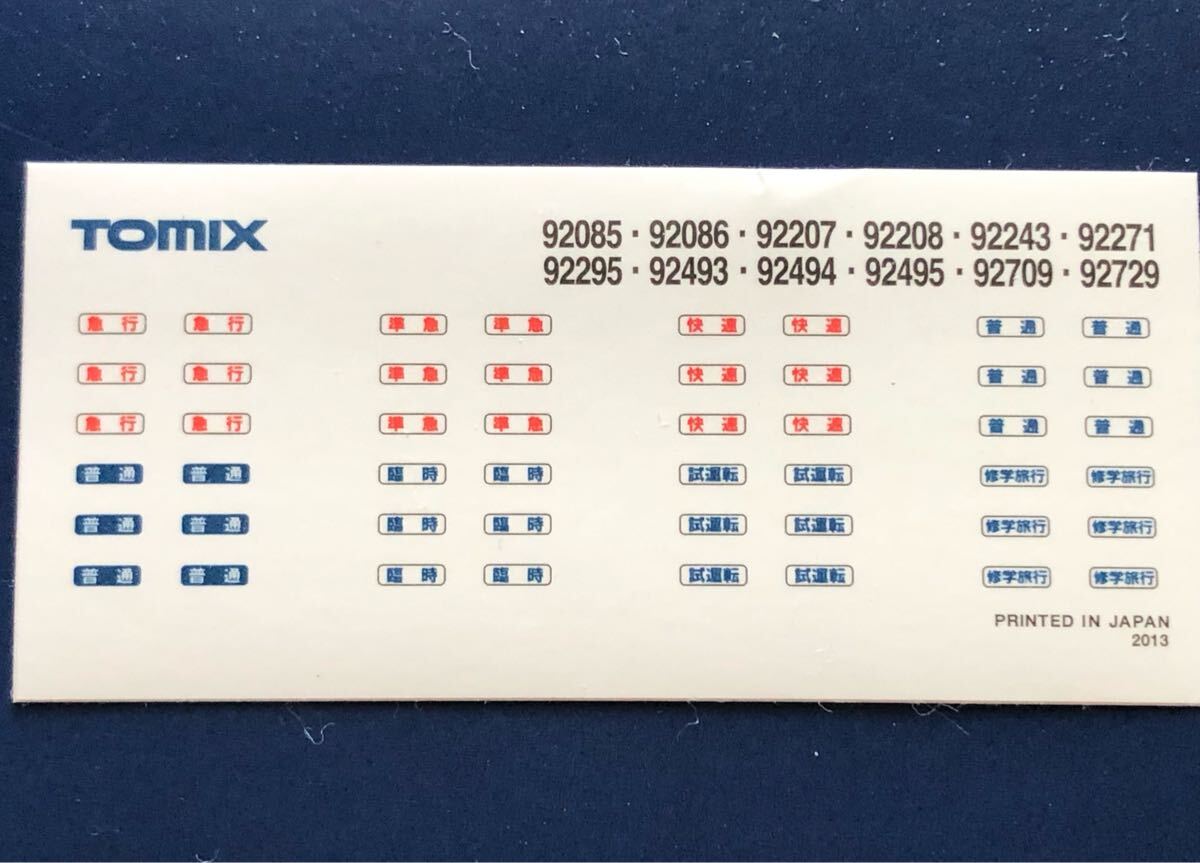 TOMIX
92085・92086・92207・92208・92243・92271
92295・92493・92494・92495・92709・92729
急行 急行 準急 準急 快速 快速 普通 普通
急行 急行 準急 準急 快速 快速 普通 普通
急行 急行 準急 準急 快速 快速 普通 普通
普通 普通 臨時 臨時 試運転 試運転 修学旅行 修学旅行
普通 普通 臨時 臨時 試運転 試運転 修学旅行 修学旅行
普通 普通 臨時 臨時 試運転 試運転 修学旅行 修学旅行
PRINTED IN JAPAN
2013